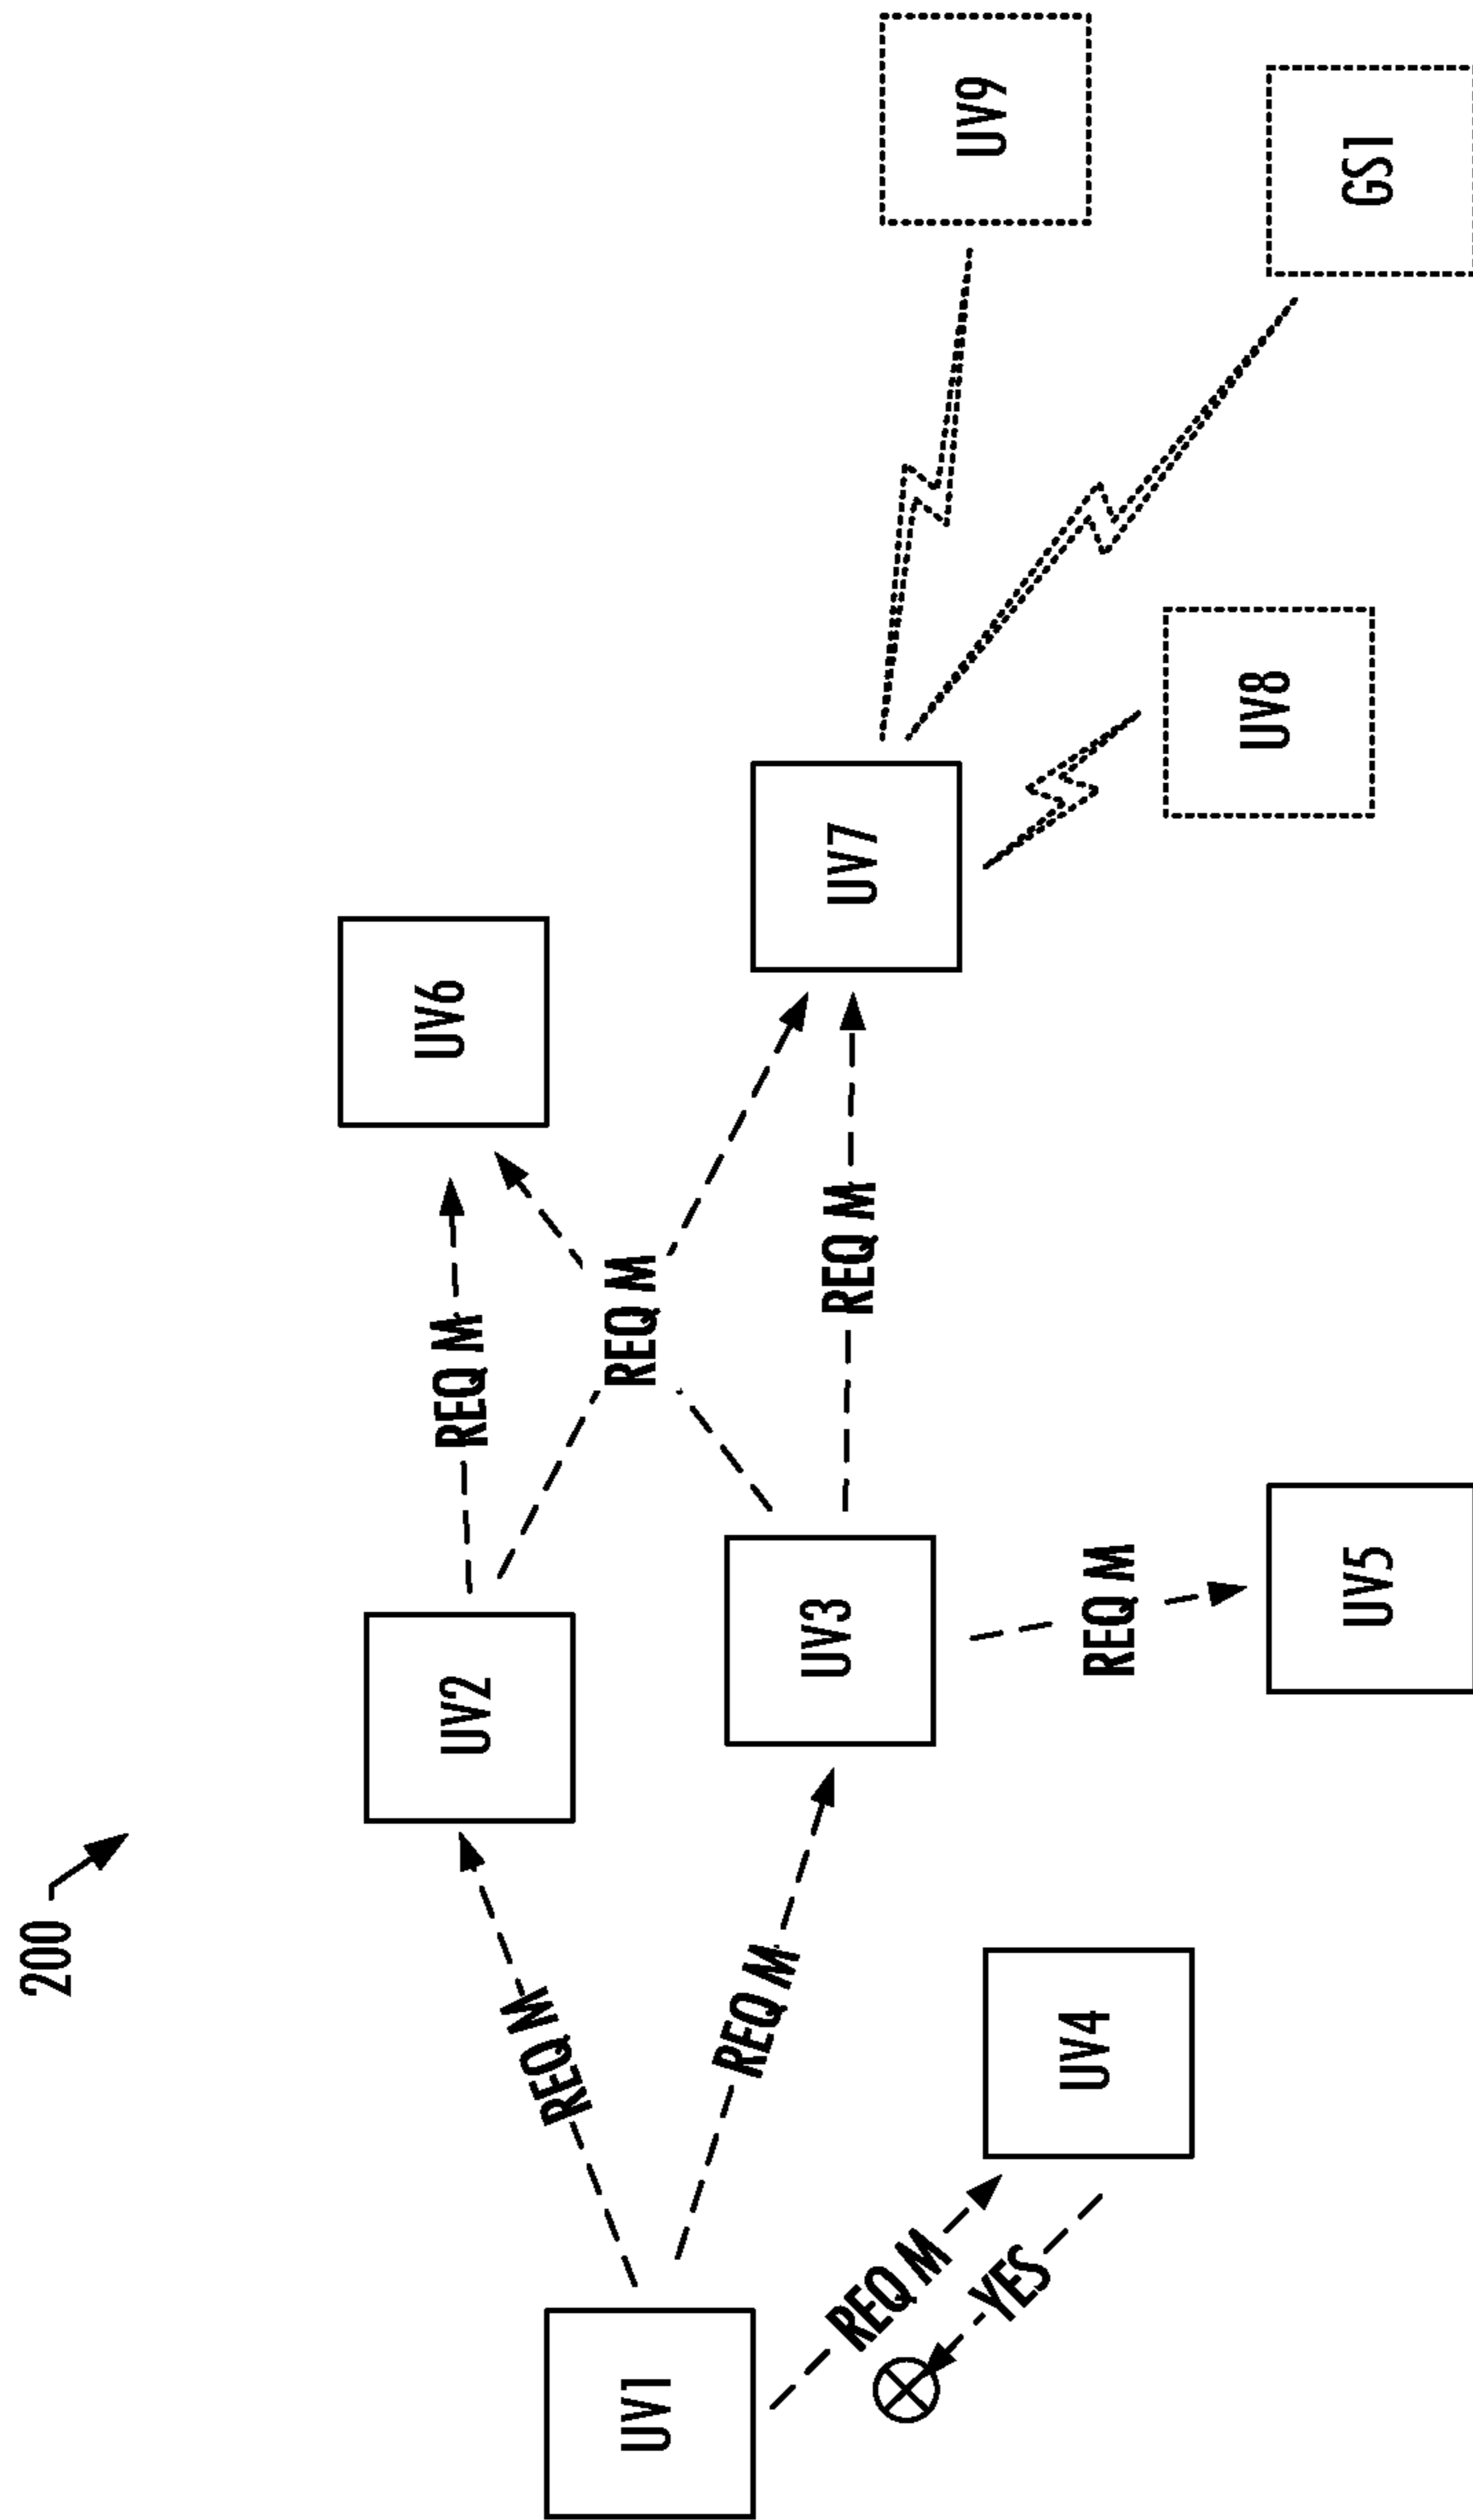 200
UV1
REQ M
UV2
REQ M
UV3
REQ M
YES
UV4
REQ M
UV6
REQ M
REQ M
UV7
REQ M
UV5
UV8
UV9
GS1